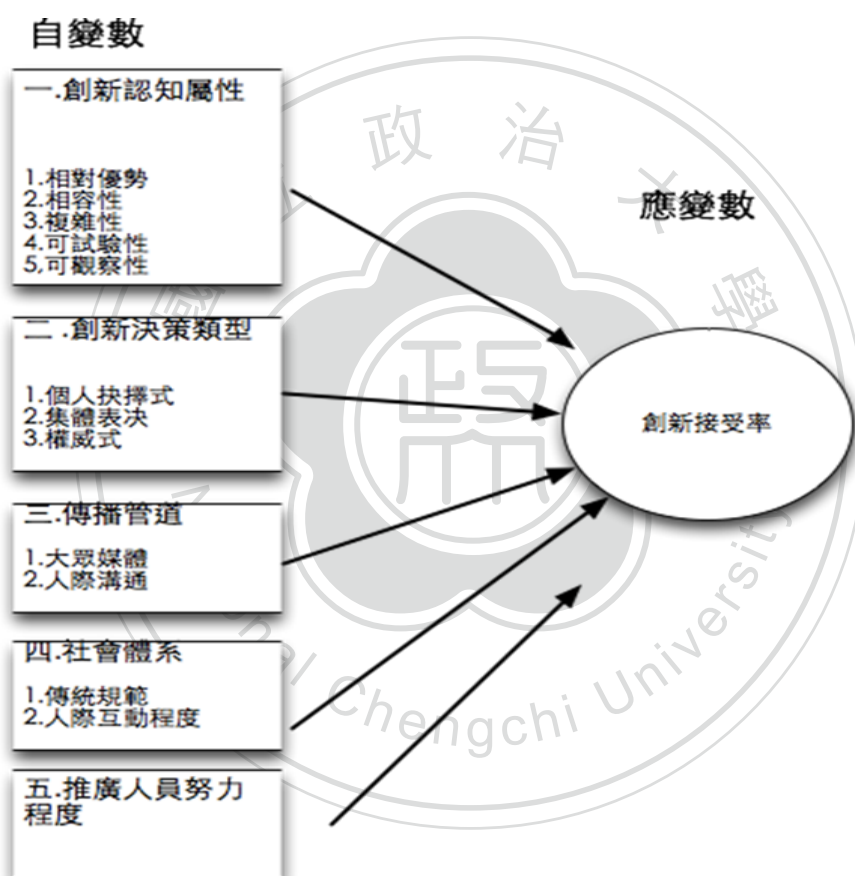 自變數
一.創新認知屬性
1.相對優勢
2.相容性
3.複雜性
4.可試驗性
5,可觀察性
二.創新決策類型
1.個人抉擇式
2.集體表決
3.權威式
三.傳播管道
1.大眾媒體
2.人際溝通
四.社會體系
1.傳統規範
2.人際互動程度
五.推廣人員努力
程度
應變數
創新接受率
政治大學
Chengchi University